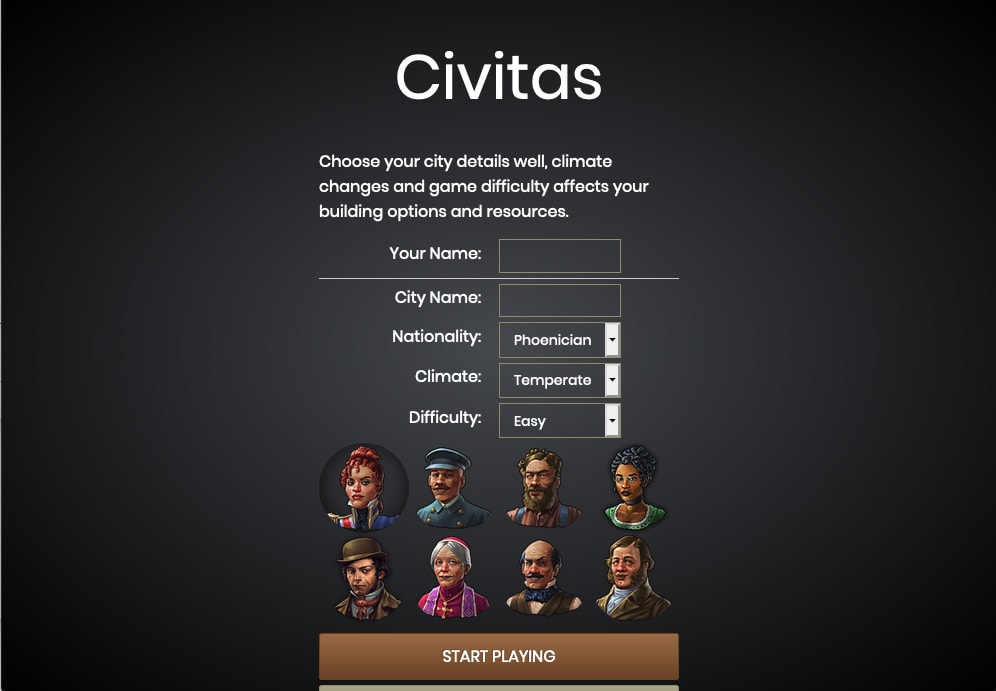 Civitas
Choose your city details well, climate
changes and game difficulty affects your
building options and resources.
Your Name:
City Name:
Nationality: Phoenician
Climate: Temperate
Difficulty: Easy
START PLAYING